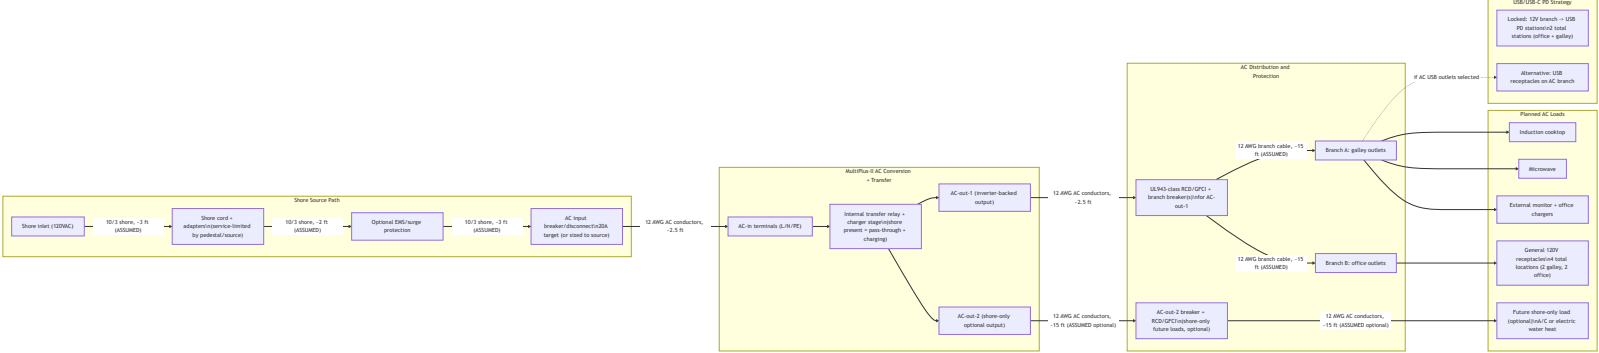 USB/USB-C PD Strategy
Locked: 12V branch -> USB
PD stations\n2 total
stations (office + galley)
Alternative: USB
receptacles on AC branch
If AC USB outlets selected
AC Distribution and
Protection
Planned AC Loads
Induction cooktop
Microwave
External monitor + office
chargers
General 120V
receptacles\n4 total
locations (2 galley, 2
office)
Future shore-only load
(optional)\nA/C or electric
water heat
12 AWG branch cable, ~15
ft (ASSUMED)
Branch A: galley outlets
UL943-class RCD/GFCI +
branch breaker(s)\nfor AC-
out-1
12 AWG branch cable, ~15
ft (ASSUMED)
Branch B: office outlets
AC-out-2 breaker +
RCD/GFCI\n(shore-only
future loads, optional)
12 AWG AC conductors,
~15 ft (ASSUMED optional)
MultiPlus-II AC Conversion
+ Transfer
AC-in terminals (L/N/PE)
Internal transfer relay +
charger stage\n(shore
present = pass-through +
charging)
AC-out-1 (inverter-backed
output)
AC-out-2 (shore-only
optional output)
12 AWG AC conductors,
~2.5 ft
12 AWG AC conductors,
~15 ft (ASSUMED optional)
Shore Source Path
Shore inlet (120VAC)
10/3 shore, ~3 ft
(ASSUMED)
Shore cord +
adapters\n(service-limited
by pedestal/source)
10/3 shore, ~2 ft
(ASSUMED)
Optional EMS/surge
protection
10/3 shore, ~3 ft
(ASSUMED)
AC input
breaker/disconnect\n20A
target (or sized to source)
12 AWG AC conductors,
~2.5 ft